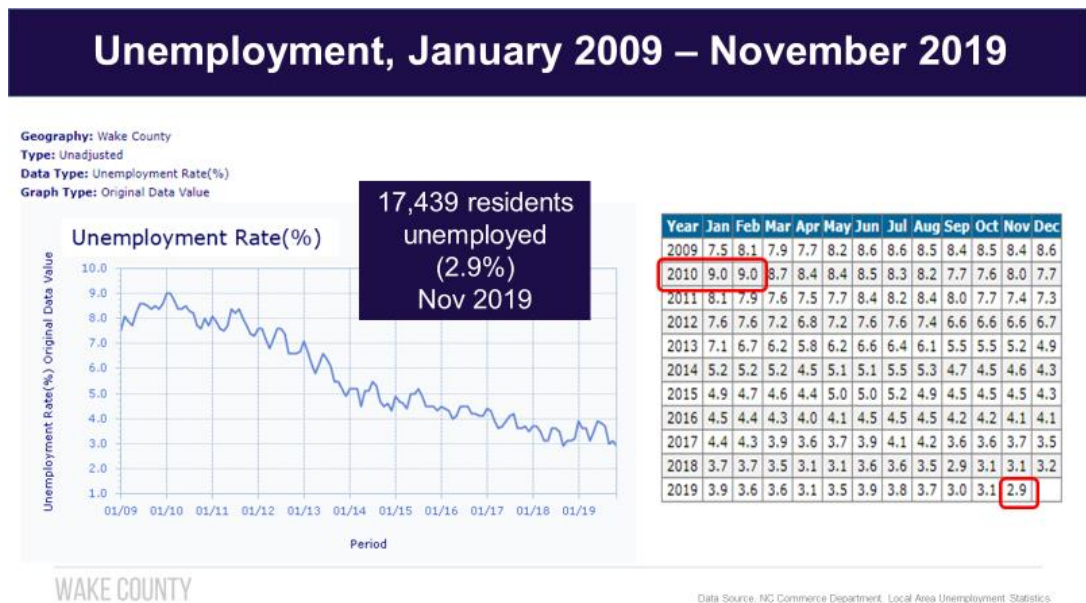 Unemployment, January 2009 – November 2019
Geography: Wake County
Type: Unadjusted
Data Type: Unemployment Rate(%)
Graph Type: Original Data Value
17,439 residents
unemployed
(2.9%)
Nov 2019
Unemployment Rate(%)
Unemployment Rate(%) Original Data Value
10.0
9.0
8.0
7.0
6.0
5.0
4.0
3.0
2.0
1.0
01/09 01/10 01/11 01/12 01/13 01/14 01/15 01/16 01/17 01/18 01/19
Period
Year Jan Feb Mar Apr May Jun Jul Aug Sep Oct Nov Dec
2009 7.5 8.1 7.9 7.7 8.2 8.6 8.6 8.5 8.4 8.5 8.4 8.6
2010 9.0 9.0 8.7 8.4 8.4 8.5 8.3 8.2 7.7 7.6 8.0 7.7
2011 8.1 7.9 7.6 7.5 7.7 8.4 8.2 8.4 8.0 7.7 7.4 7.3
2012 7.6 7.6 7.2 6.8 7.2 7.6 7.6 7.4 6.6 6.6 6.6 6.7
2013 7.1 6.7 6.2 5.8 6.2 6.6 6.4 6.1 5.5 5.5 5.2 4.9
2014 5.2 5.2 5.2 4.5 5.1 5.1 5.5 5.3 4.7 4.5 4.6 4.3
2015 4.9 4.7 4.6 4.4 5.0 5.0 5.2 4.9 4.5 4.5 4.5 4.3
2016 4.5 4.4 4.3 4.0 4.1 4.5 4.5 4.5 4.2 4.2 4.1 4.1
2017 4.4 4.3 3.9 3.6 3.7 3.9 4.1 4.2 3.6 3.6 3.7 3.5
2018 3.7 3.7 3.5 3.1 3.1 3.6 3.6 3.5 2.9 3.1 3.1 3.2
2019 3.9 3.6 3.6 3.1 3.5 3.9 3.8 3.7 3.0 3.1 2.9
WAKE COUNTY
Data Source. NC Commerce Department. Local Area Unemployment Statistics